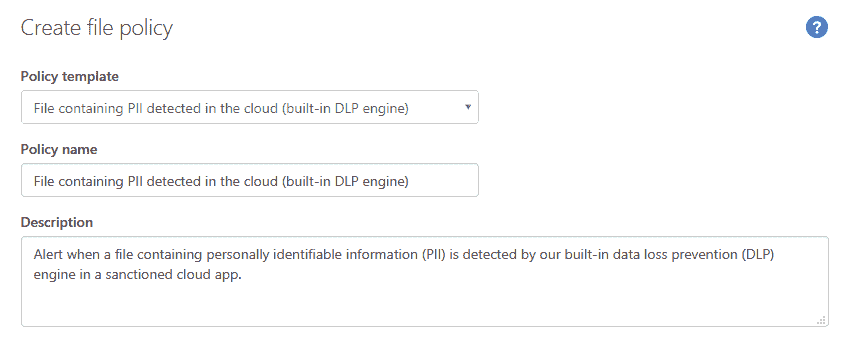 Create file policy
?
Policy template
File containing PII detected in the cloud (built-in DLP engine)
Policy name
File containing PII detected in the cloud (built-in DLP engine)
Description
Alert when a file containing personally identifiable information (PII) is detected by our built-in data loss prevention (DLP)
engine in a sanctioned cloud app.